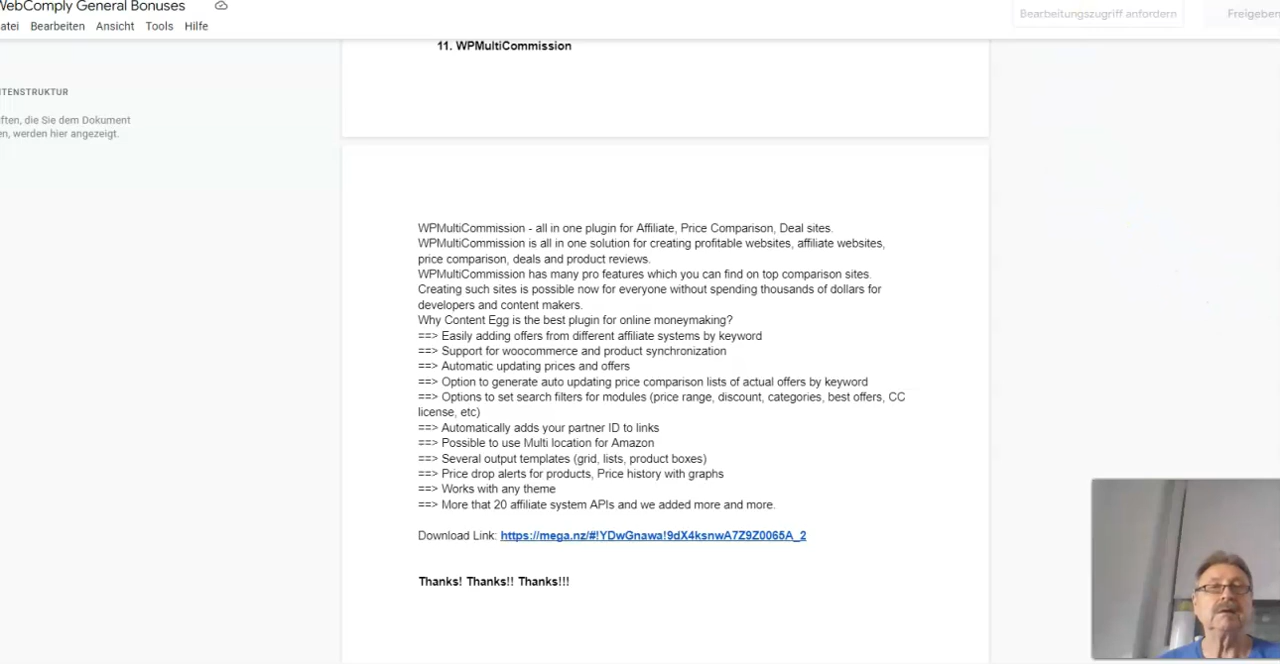 WebComply General Bonuses
atei Bearbeiten Ansicht Tools Hilfe
Bearbeitungszugriff anfordern
Freigeben
TENSTRUKTUR
ften, die Sie dem Dokument
en, werden hier angezeigt.
11. WPMultiCommission
WPMultiCommission - all in one plugin for Affiliate, Price Comparison, Deal sites.
WPMultiCommission is all in one solution for creating profitable websites, affiliate websites,
price comparison, deals and product reviews.
WPMultiCommission has many pro features which you can find on top comparison sites.
Creating such sites is possible now for everyone without spending thousands of dollars for
developers and content makers.
Why Content Egg is the best plugin for online moneymaking?
==> Easily adding offers from different affiliate systems by keyword
==> Support for woocommerce and product synchronization
==> Automatic updating prices and offers
==> Option to generate auto updating price comparison lists of actual offers by keyword
==> Options to set search filters for modules (price range, discount, categories, best offers, CC
license, etc)
==> Automatically adds your partner ID to links
==> Possible to use Multi location for Amazon
==> Several output templates (grid, lists, product boxes)
==> Price drop alerts for products, Price history with graphs
==> Works with any theme
==> More that 20 affiliate system APIs and we added more and more.
Download Link: https://mega.nz/#!YDwGnawa!9dX4ksnwA7Z9Z0065A_2
Thanks! Thanks!! Thanks!!!